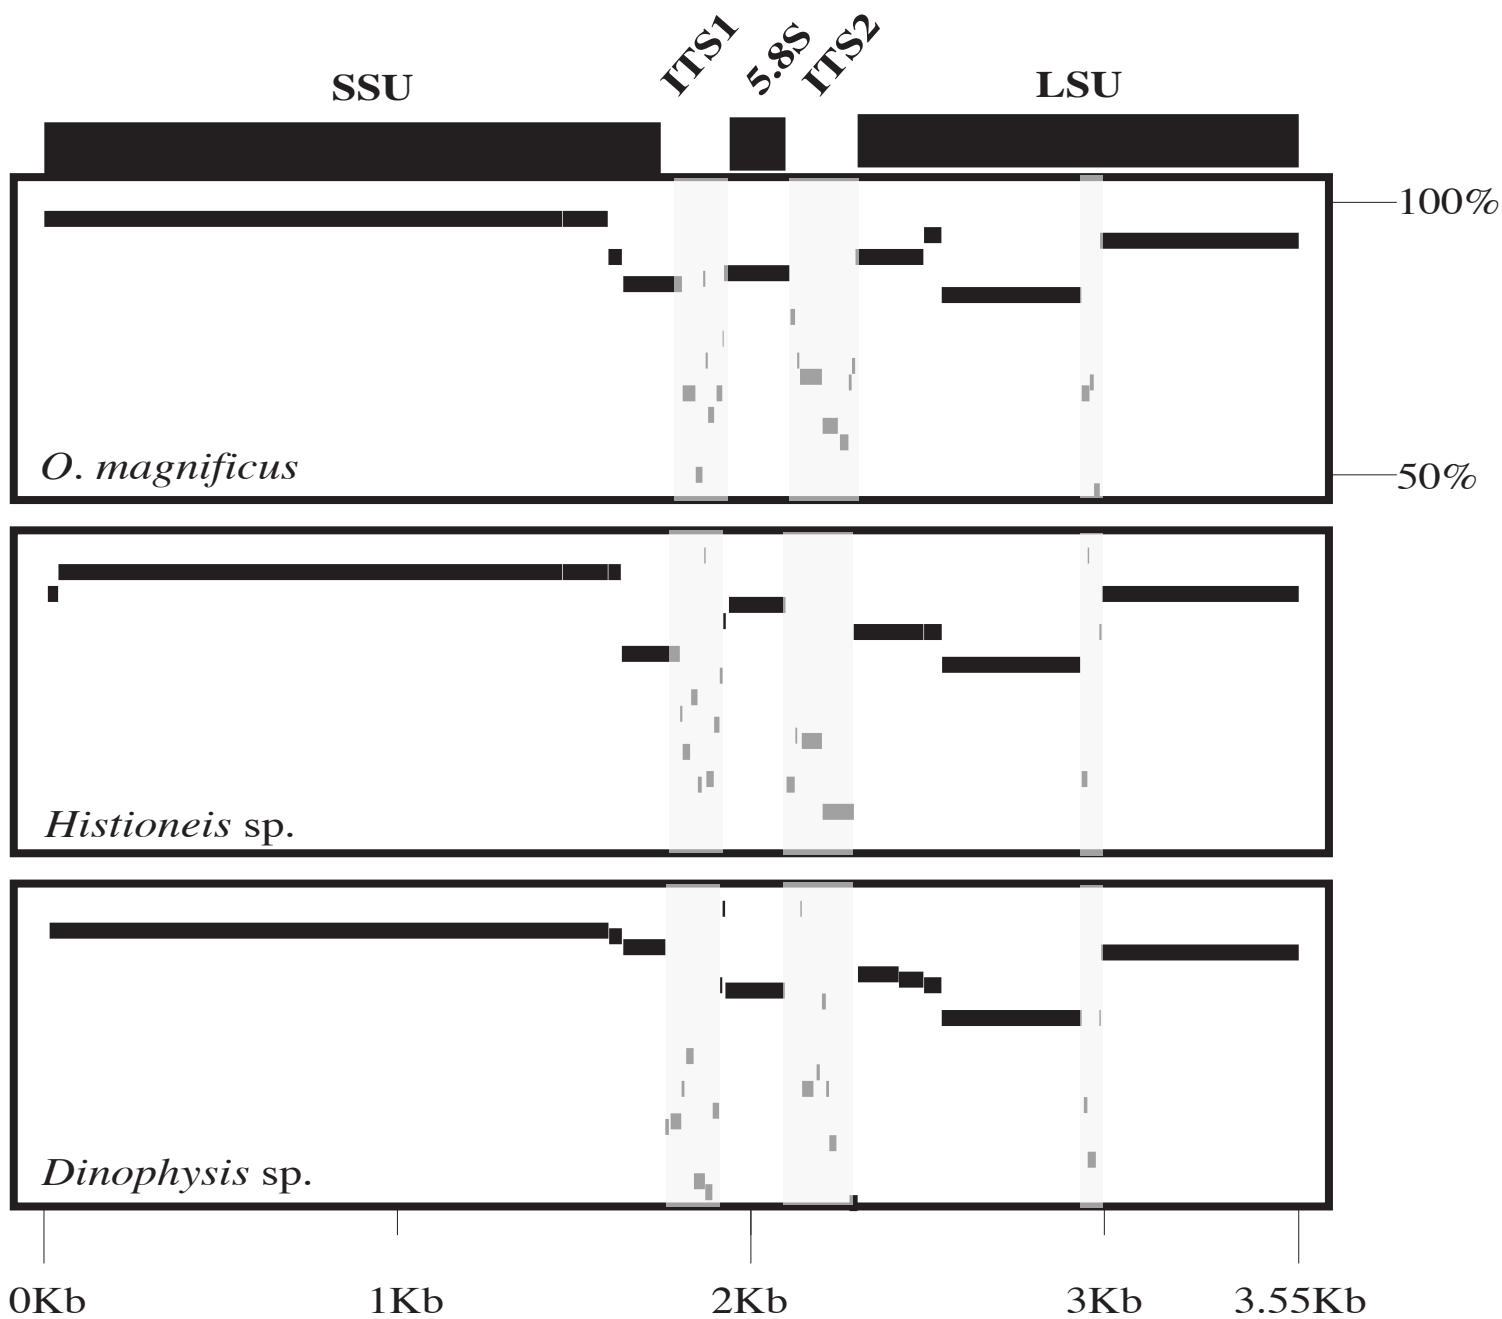 SSU
ITS1
5.8S
ITS2
LSU
100%
O. magnificus
50%
Histioneis sp.
Dinophysis sp.
0Kb
1Kb
2Kb
3Kb
3.55Kb